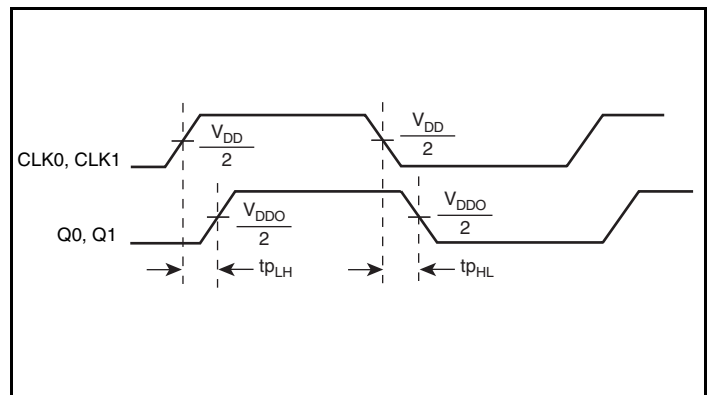 V_DD
2
V_DD
2
CLK0, CLK1
V_DDO
2
V_DDO
2
Q0, Q1
tp_LH
tp_HL